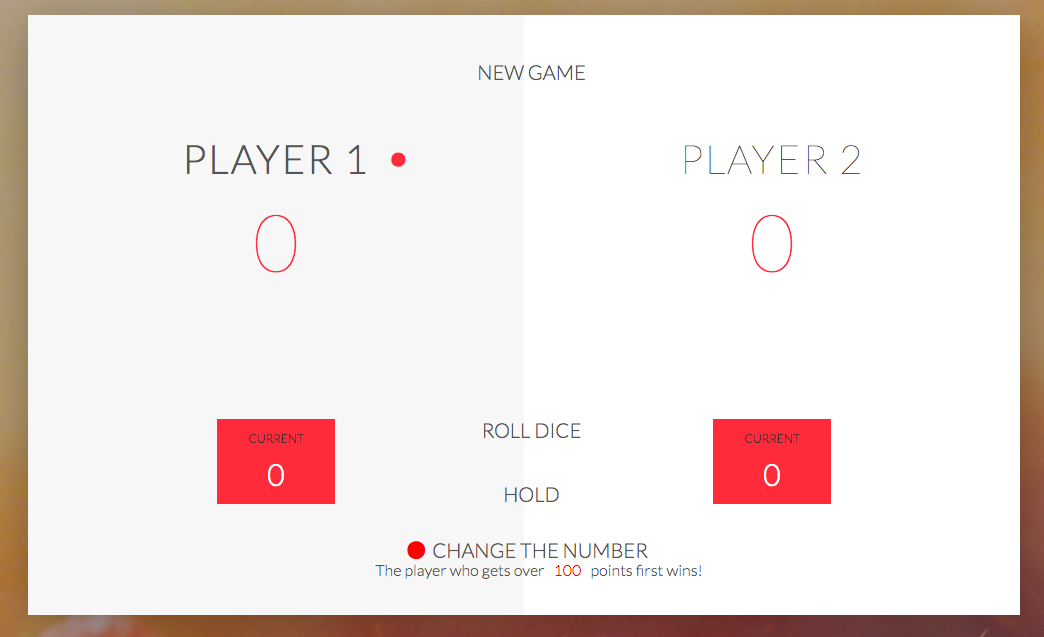 NEW GAME
PLAYER 1
PLAYER 2
0
0
CURRENT
0
CURRENT
0
ROLL DICE
HOLD
CHANGE THE NUMBER
The player who gets over 100 points first wins!